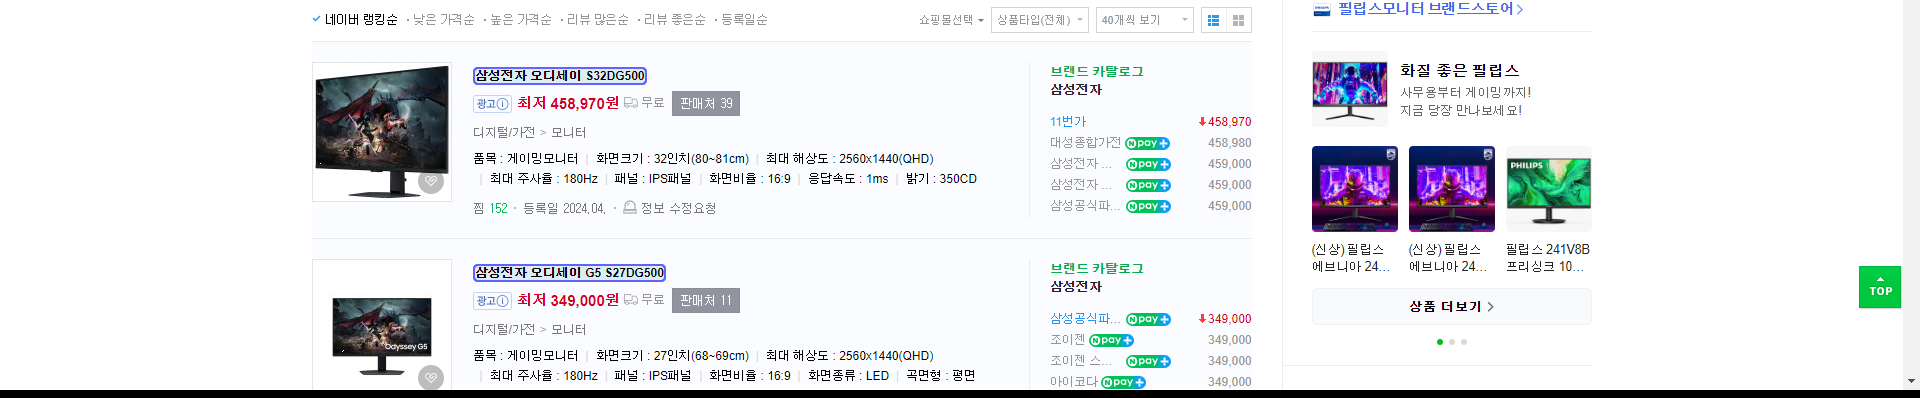 네이버 랭킹순 · 낮은 가격순 · 높은 가격순 · 리뷰 많은순 · 리뷰 좋은순 · 등록일순
쇼핑몰선택
상품타입(전체)
40개씩 보기
삼성전자 오디세이 S32DG500
광고 최저 458,970원 무료 판매처 39
디지털/가전 > 모니터
품목 : 게이밍모니터 | 화면크기 : 32인치(80~81cm) | 최대 해상도 : 2560x1440(QHD)
| 최대 주사율 : 180Hz | 패널 : IPS패널 | 화면비율 : 16:9 | 응답속도 : 1ms | 밝기 : 350CD
찜 152 · 등록일 2024.04. · 정보 수정요청
브랜드 카탈로그
삼성전자
11번가 458,970
대성종합가전 N pay+ 458,980
삼성전자 ... N pay+ 459,000
삼성전자 ... N pay+ 459,000
삼성공식파... N pay+ 459,000
삼성전자 오디세이 G5 S27DG500
광고 최저 349,000원 무료 판매처 11
디지털/가전 > 모니터
품목 : 게이밍모니터 | 화면크기 : 27인치(68~69cm) | 최대 해상도 : 2560x1440(QHD)
| 최대 주사율 : 180Hz | 패널 : IPS패널 | 화면비율 : 16:9 | 화면종류 : LED | 곡면형 : 평면
Odyssey G5
브랜드 카탈로그
삼성전자
삼성공식파... N pay+ 349,000
조이젠 N pay+ 349,000
조이젠 스... N pay+ 349,000
아이코다 N pay+ 349,000
PHILIPS 필립스모니터 브랜드스토어
화질 좋은 필립스
사무용부터 게이밍까지!
지금 당장 만나보세요!
PHILIPS
(신상) 필립스
에브니아 24...
(신상) 필립스
에브니아 24...
필립스 241V8B
프리싱크 10...
상품 더보기
TOP